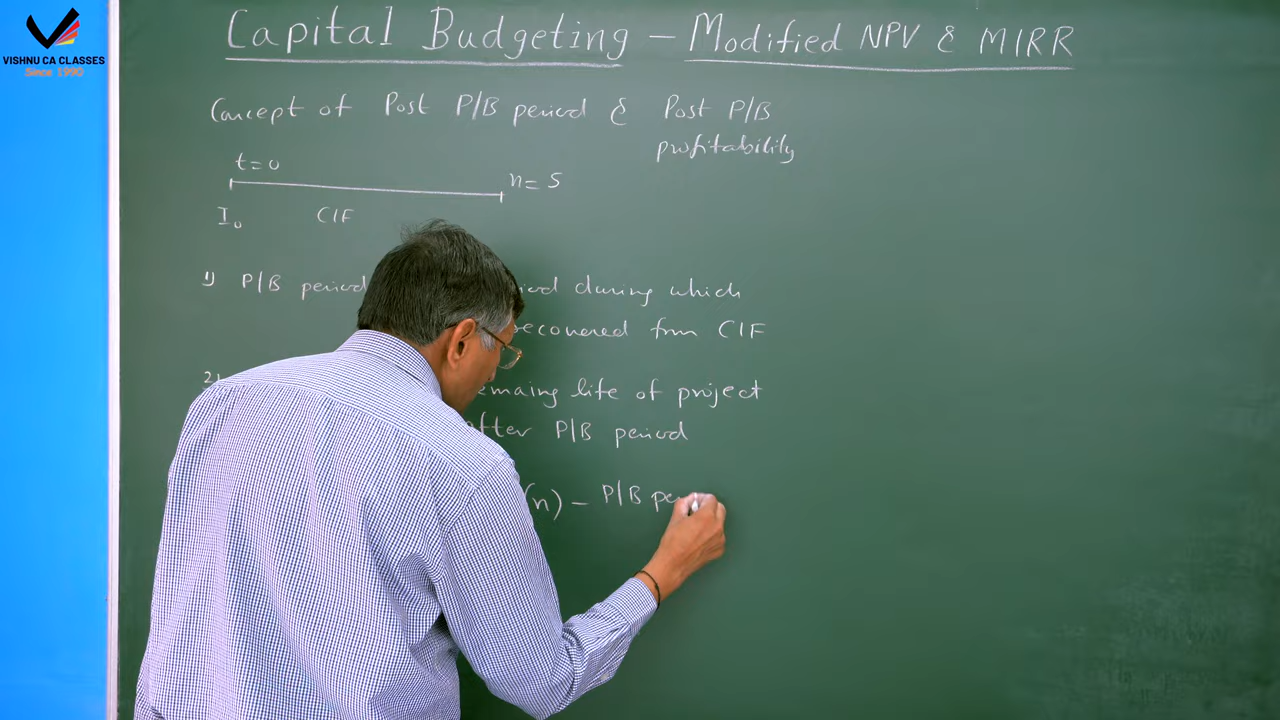 VISHNU CA CLASSES
Since 1990
Capital Budgeting - Modified NPV & MIRR
Concept of Post P/B period & Post P/B
profitability
t=0
n= 5
I₀ CIF
1) P/B period during which
recovered from CIF
2) remaing life of project
after P/B period
(n) - P/B